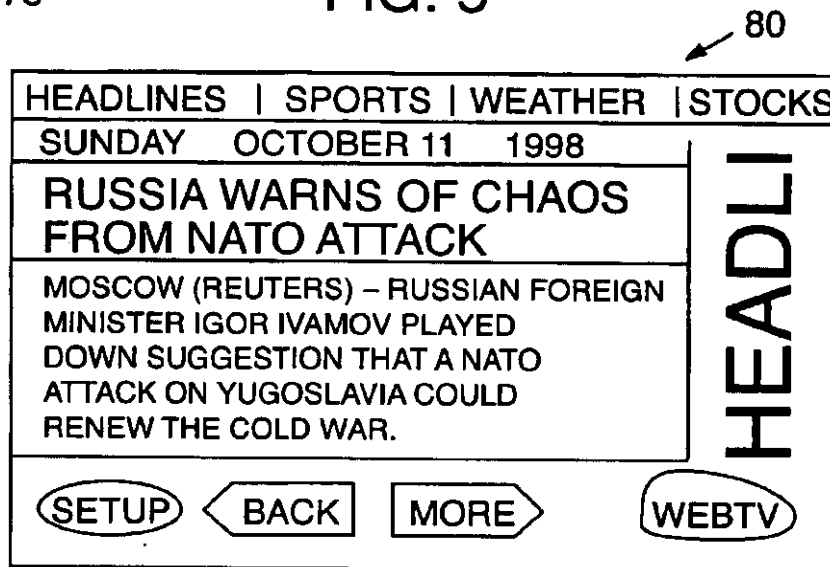 80
HEADLINES | SPORTS | WEATHER | STOCKS
SUNDAY OCTOBER 11 1998
RUSSIA WARNS OF CHAOS
FROM NATO ATTACK
MOSCOW (REUTERS) – RUSSIAN FOREIGN
MINISTER IGOR IVAMOV PLAYED
DOWN SUGGESTION THAT A NATO
ATTACK ON YUGOSLAVIA COULD
RENEW THE COLD WAR.
HEADLI
SETUP BACK MORE WEBTV